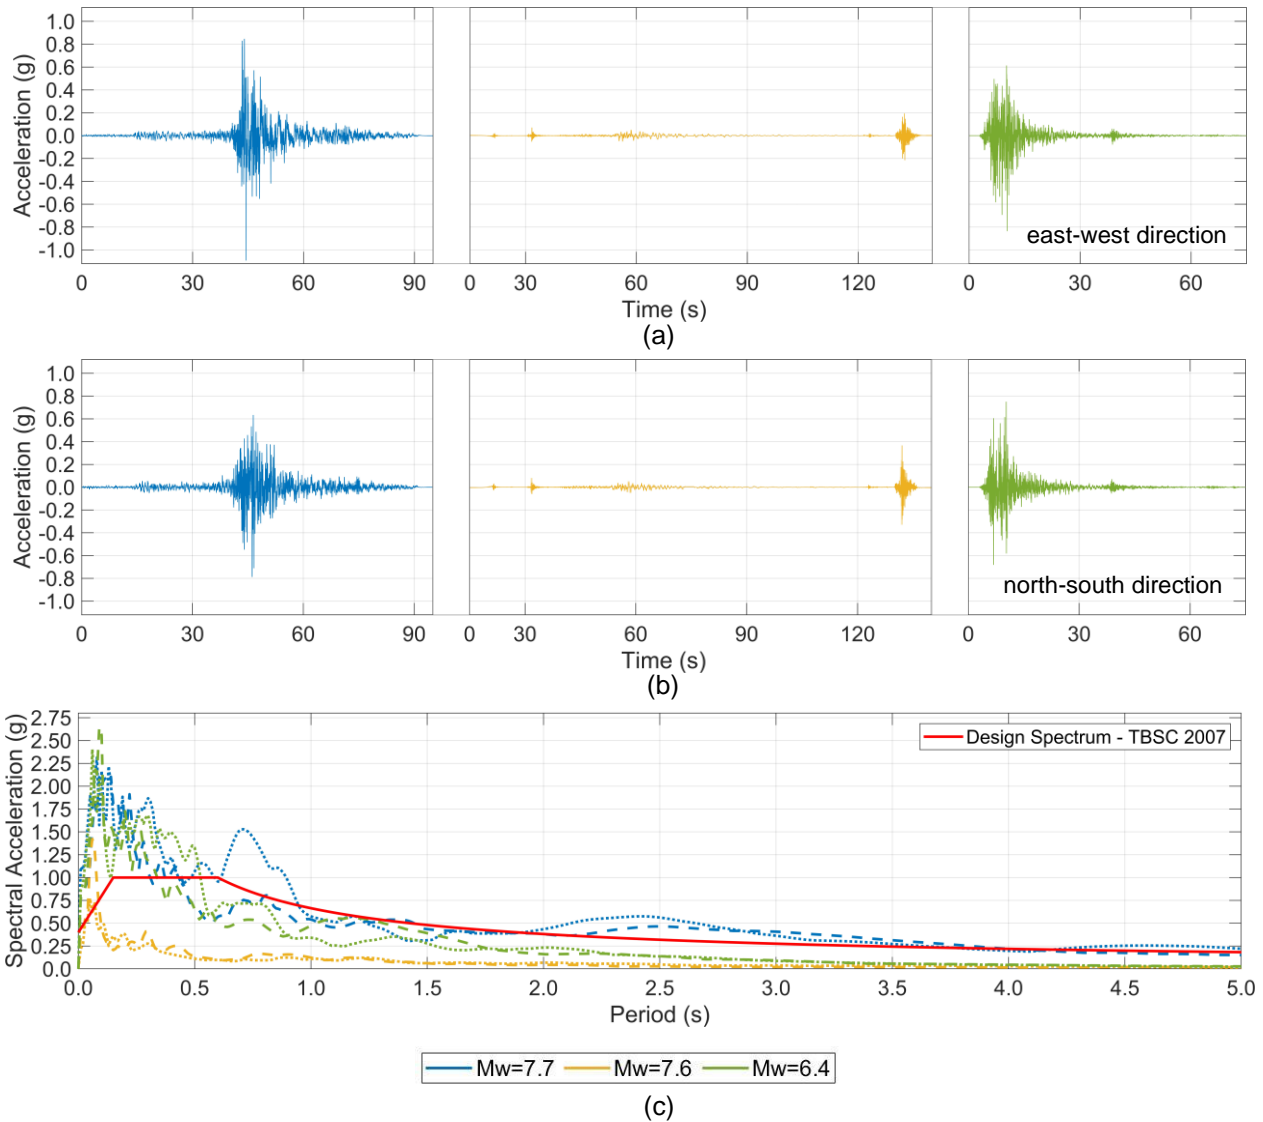 1.0
0.8
0.6
0.4
0.2
0.0
-0.2
-0.4
-0.6
-0.8
-1.0
Acceleration (g)
east-west direction
0 30 60 90 0 30 60 90 120 0 30 60
Time (s)
(a)
1.0
0.8
0.6
0.4
0.2
0.0
-0.2
-0.4
-0.6
-0.8
-1.0
Acceleration (g)
north-south direction
0 30 60 90 0 30 60 90 120 0 30 60
Time (s)
(b)
2.75
2.50
2.25
2.00
1.75
1.50
1.25
1.00
0.75
0.50
0.25
0.0
Spectral Acceleration (g)
Design Spectrum - TBSC 2007
0.0 0.5 1.0 1.5 2.0 2.5 3.0 3.5 4.0 4.5 5.0
Period (s)
Mw=7.7 Mw=7.6 Mw=6.4
(c)